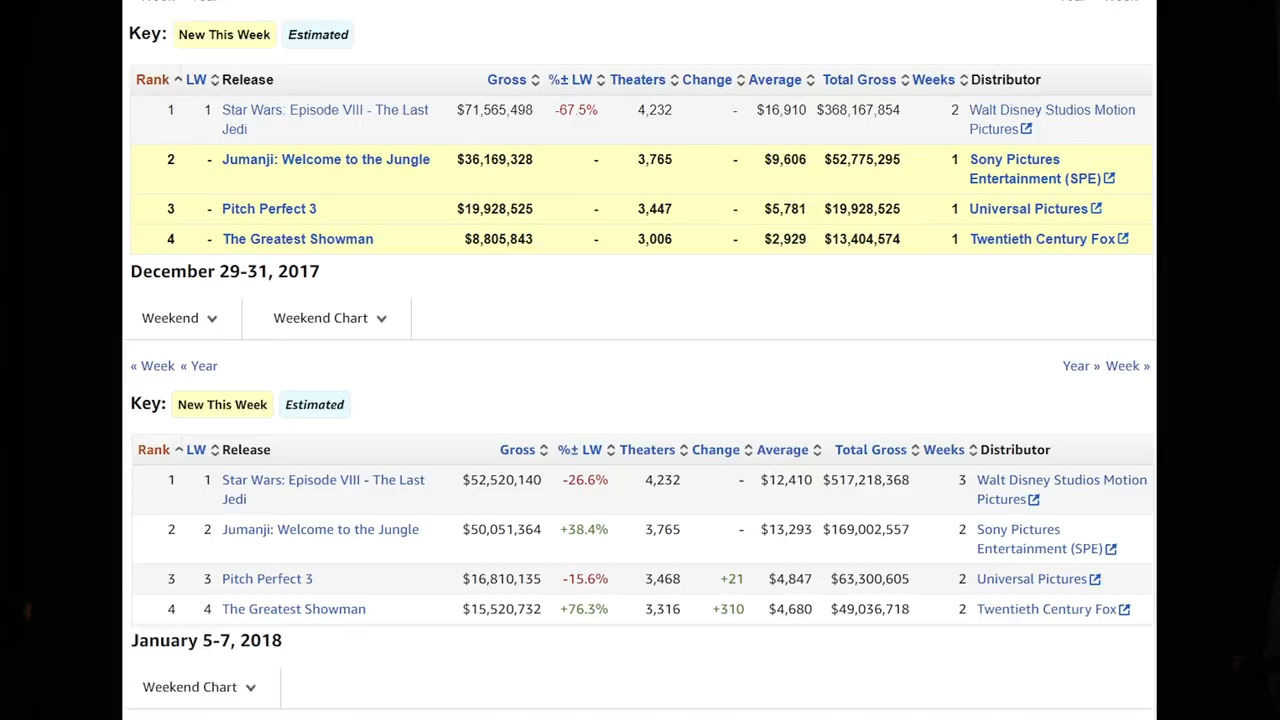 Key: New This Week Estimated
Rank LW Release Gross %± LW Theaters Change Average Total Gross Weeks Distributor
1 1 Star Wars: Episode VIII - The Last $71,565,498 -67.5% 4,232 - $16,910 $368,167,854 2 Walt Disney Studios Motion
Jedi Pictures
2 - Jumanji: Welcome to the Jungle $36,169,328 - 3,765 - $9,606 $52,775,295 1 Sony Pictures
Entertainment (SPE)
3 - Pitch Perfect 3 $19,928,525 - 3,447 - $5,781 $19,928,525 1 Universal Pictures
4 - The Greatest Showman $8,805,843 - 3,006 - $2,929 $13,404,574 1 Twentieth Century Fox
December 29-31, 2017
Weekend Weekend Chart
« Week « Year Year » Week »
Key: New This Week Estimated
Rank LW Release Gross %± LW Theaters Change Average Total Gross Weeks Distributor
1 1 Star Wars: Episode VIII - The Last $52,520,140 -26.6% 4,232 - $12,410 $517,218,368 3 Walt Disney Studios Motion
Jedi Pictures
2 2 Jumanji: Welcome to the Jungle $50,051,364 +38.4% 3,765 - $13,293 $169,002,557 2 Sony Pictures
Entertainment (SPE)
3 3 Pitch Perfect 3 $16,810,135 -15.6% 3,468 +21 $4,847 $63,300,605 2 Universal Pictures
4 4 The Greatest Showman $15,520,732 +76.3% 3,316 +310 $4,680 $49,036,718 2 Twentieth Century Fox
January 5-7, 2018
Weekend Chart